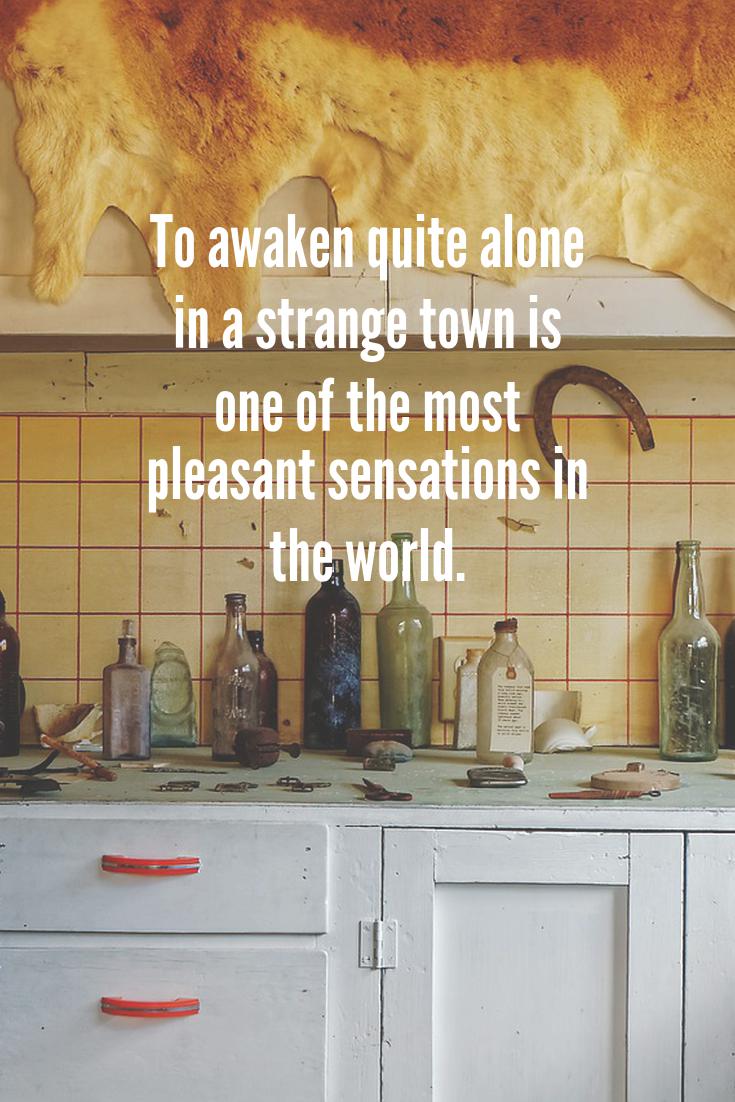 To awaken quite alone
in a strange town is
one of the most
pleasant sensations in
the world.